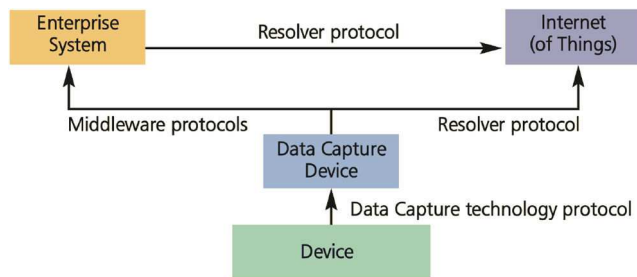 Enterprise
System
Resolver protocol
Internet
(of Things)
Middleware protocols
Resolver protocol
Data Capture
Device
Data Capture technology protocol
Device